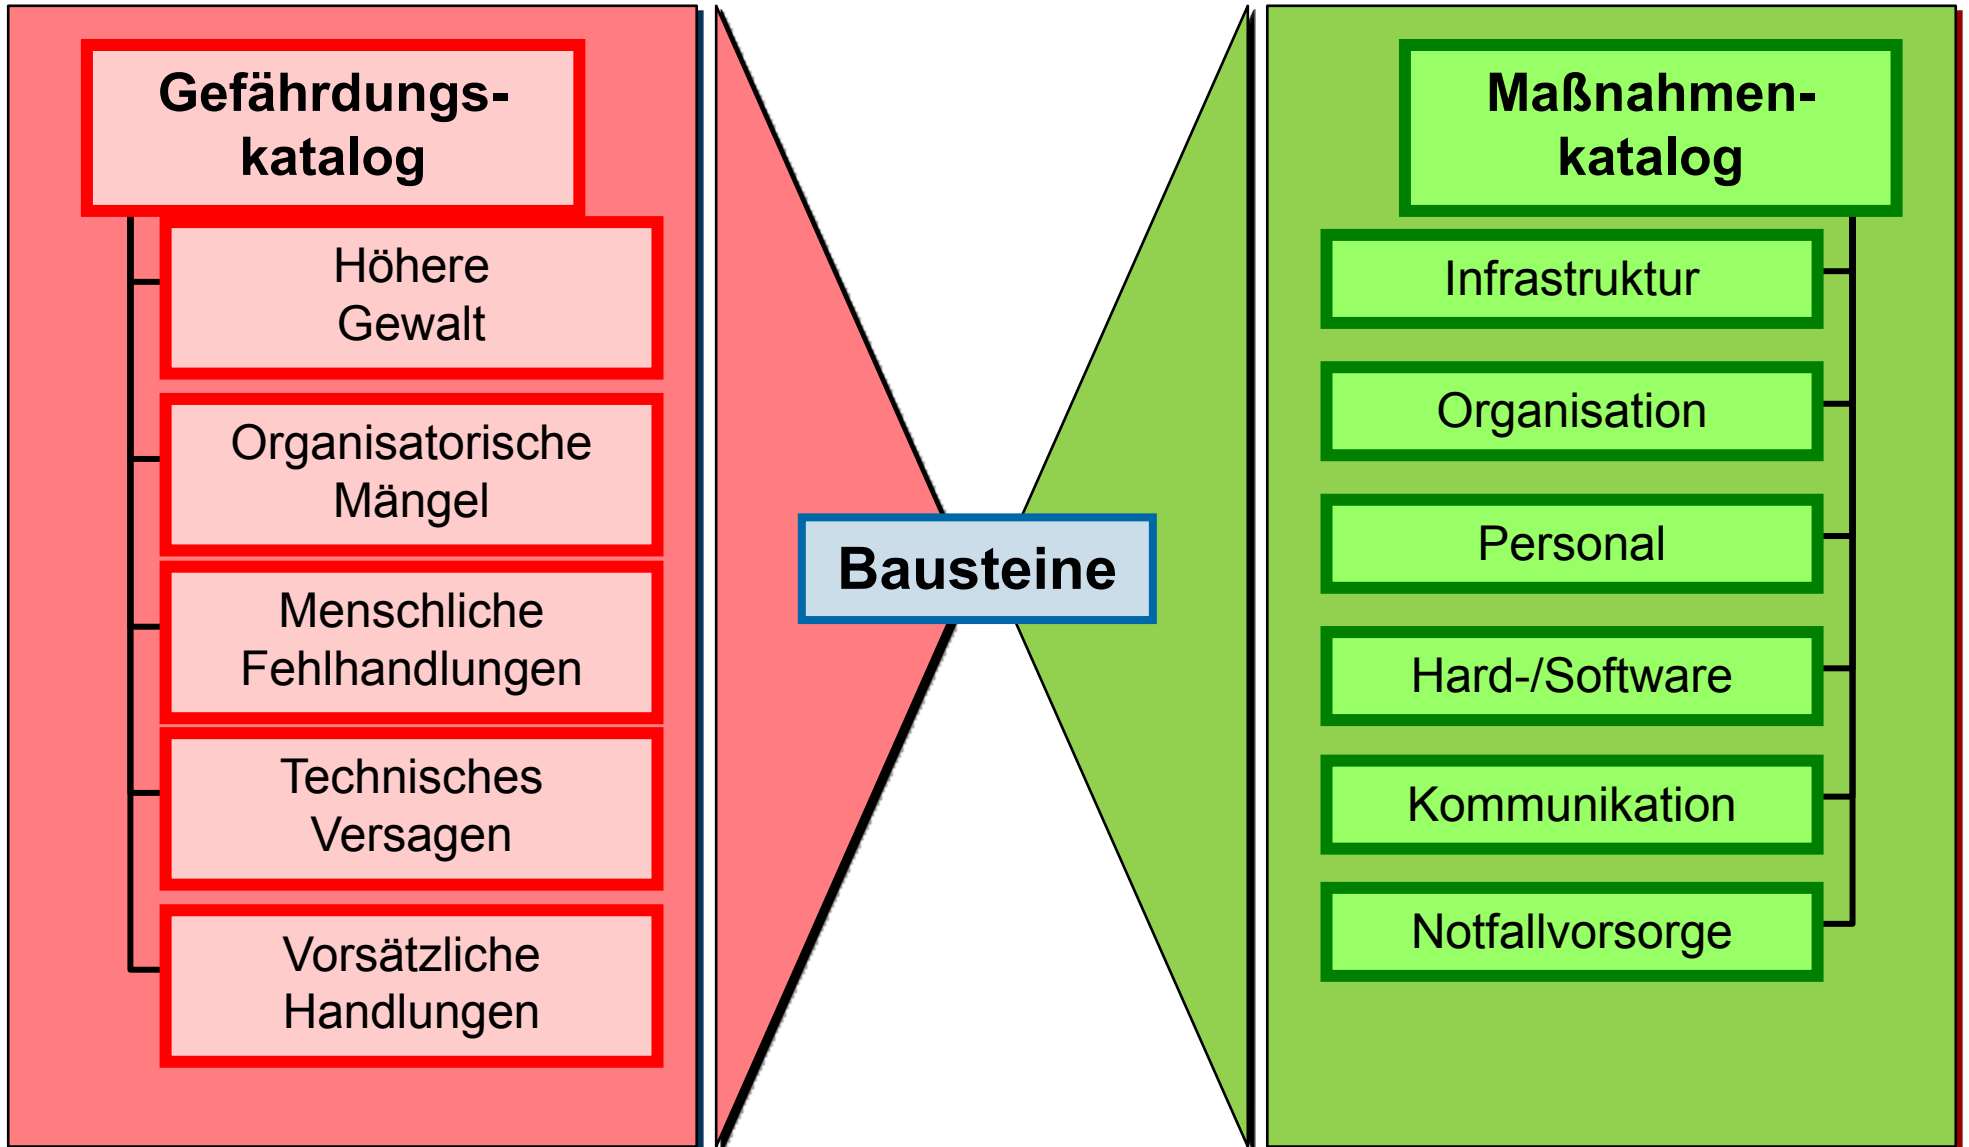 Gefährdungs-
katalog
Höhere
Gewalt
Organisatorische
Mängel
Menschliche
Fehlhandlungen
Technisches
Versagen
Vorsätzliche
Handlungen
Bausteine
Maßnahmen-
katalog
Infrastruktur
Organisation
Personal
Hard-/Software
Kommunikation
Notfallvorsorge